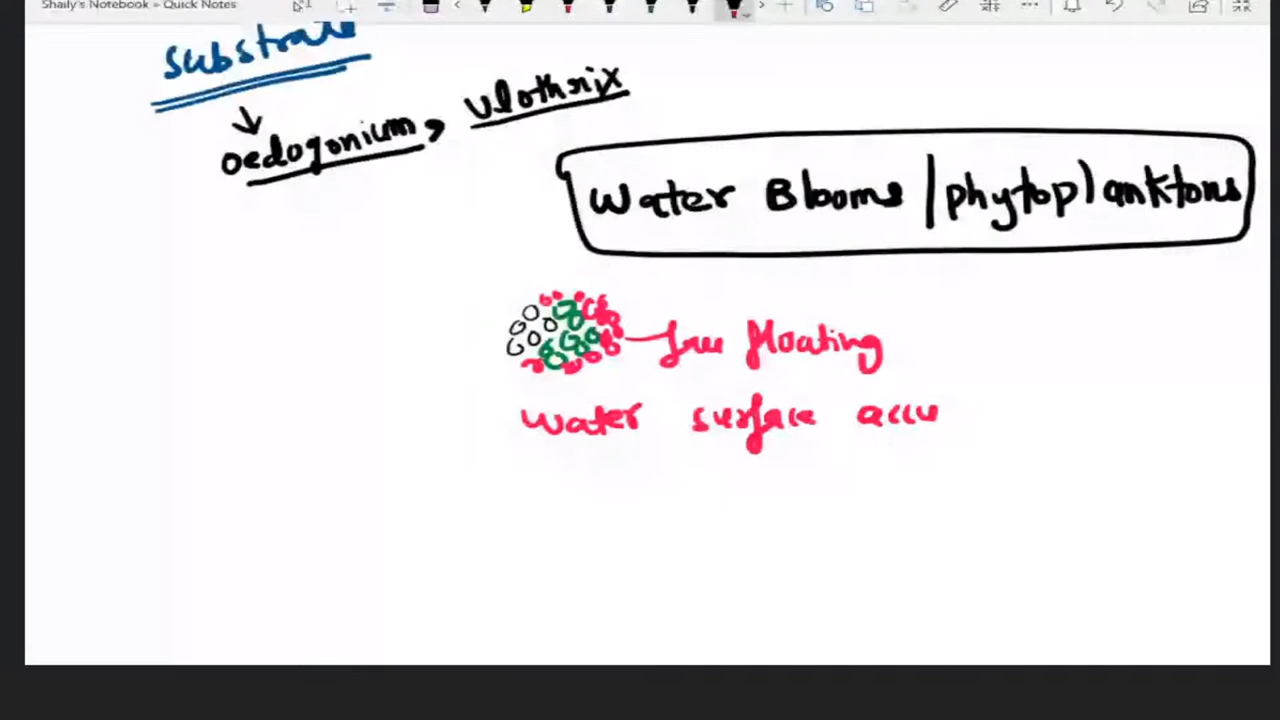 Shaily's Notebook » Quick Notes
substrate
oedogonium, ulothrix
Water Blooms / phytoplanktons
free floating
water surface accu